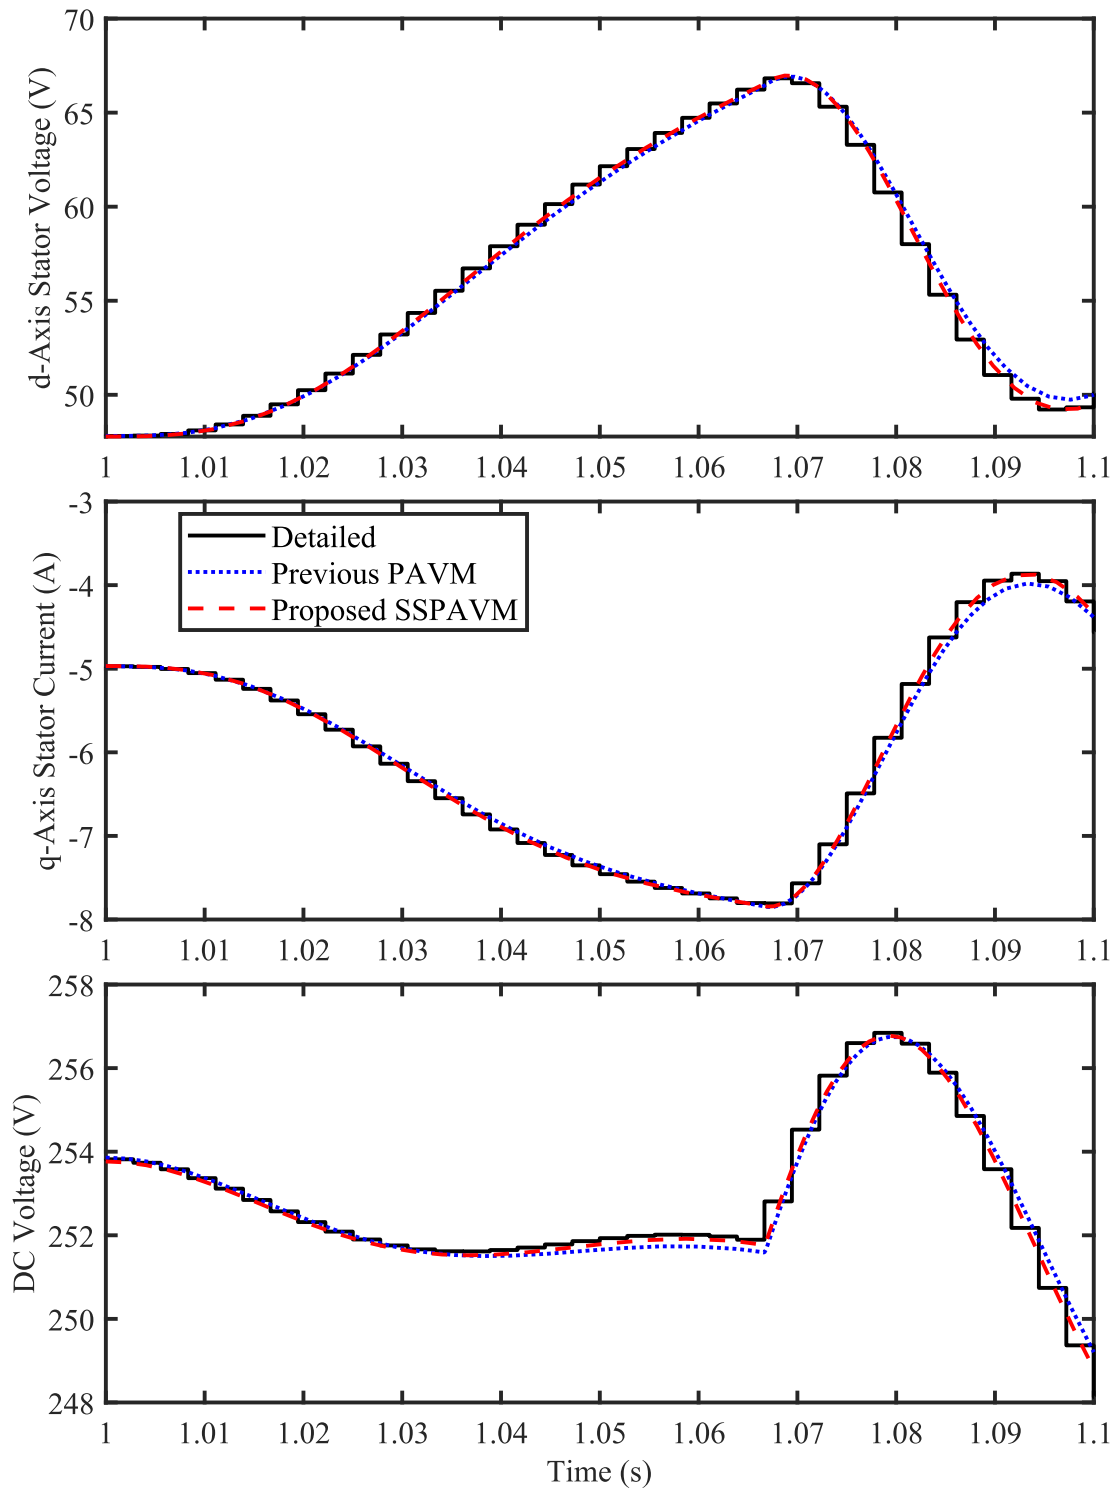 d-Axis Stator Voltage (V)
70
65
60
55
50
1 1.01 1.02 1.03 1.04 1.05 1.06 1.07 1.08 1.09 1.1
q-Axis Stator Current (A)
-3
-4
-5
-6
-7
-8
Detailed
Previous PAVM
Proposed SSPAVM
1 1.01 1.02 1.03 1.04 1.05 1.06 1.07 1.08 1.09 1.1
DC Voltage (V)
258
256
254
252
250
248
1 1.01 1.02 1.03 1.04 1.05 1.06 1.07 1.08 1.09 1.1
Time (s)